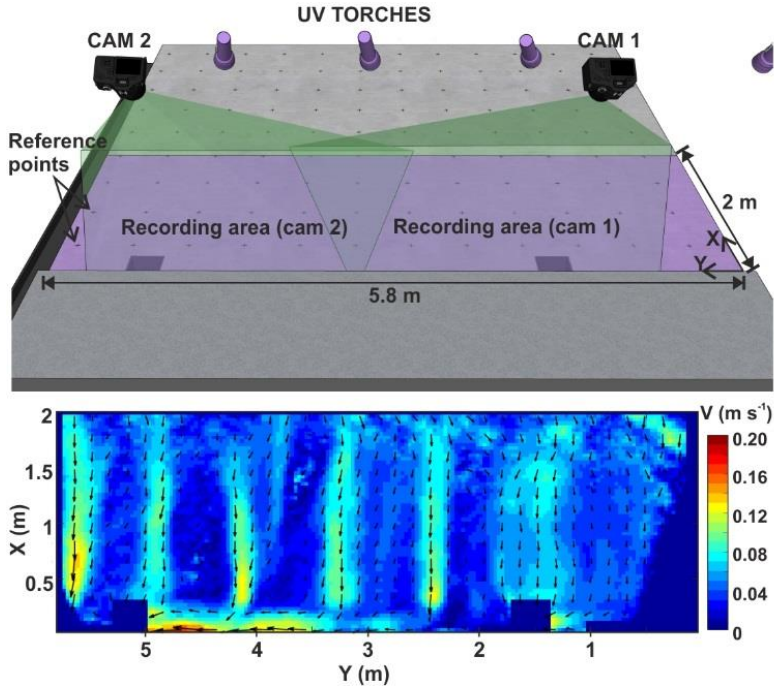 UV TORCHES
CAM 2
CAM 1
Reference
points
Recording area (cam 2)
Recording area (cam 1)
2 m
X
Y
5.8 m
V (m s⁻¹)
2
1.5
1
0.5
X (m)
5
4
3
2
1
Y (m)
0.20
0.16
0.12
0.08
0.04
0